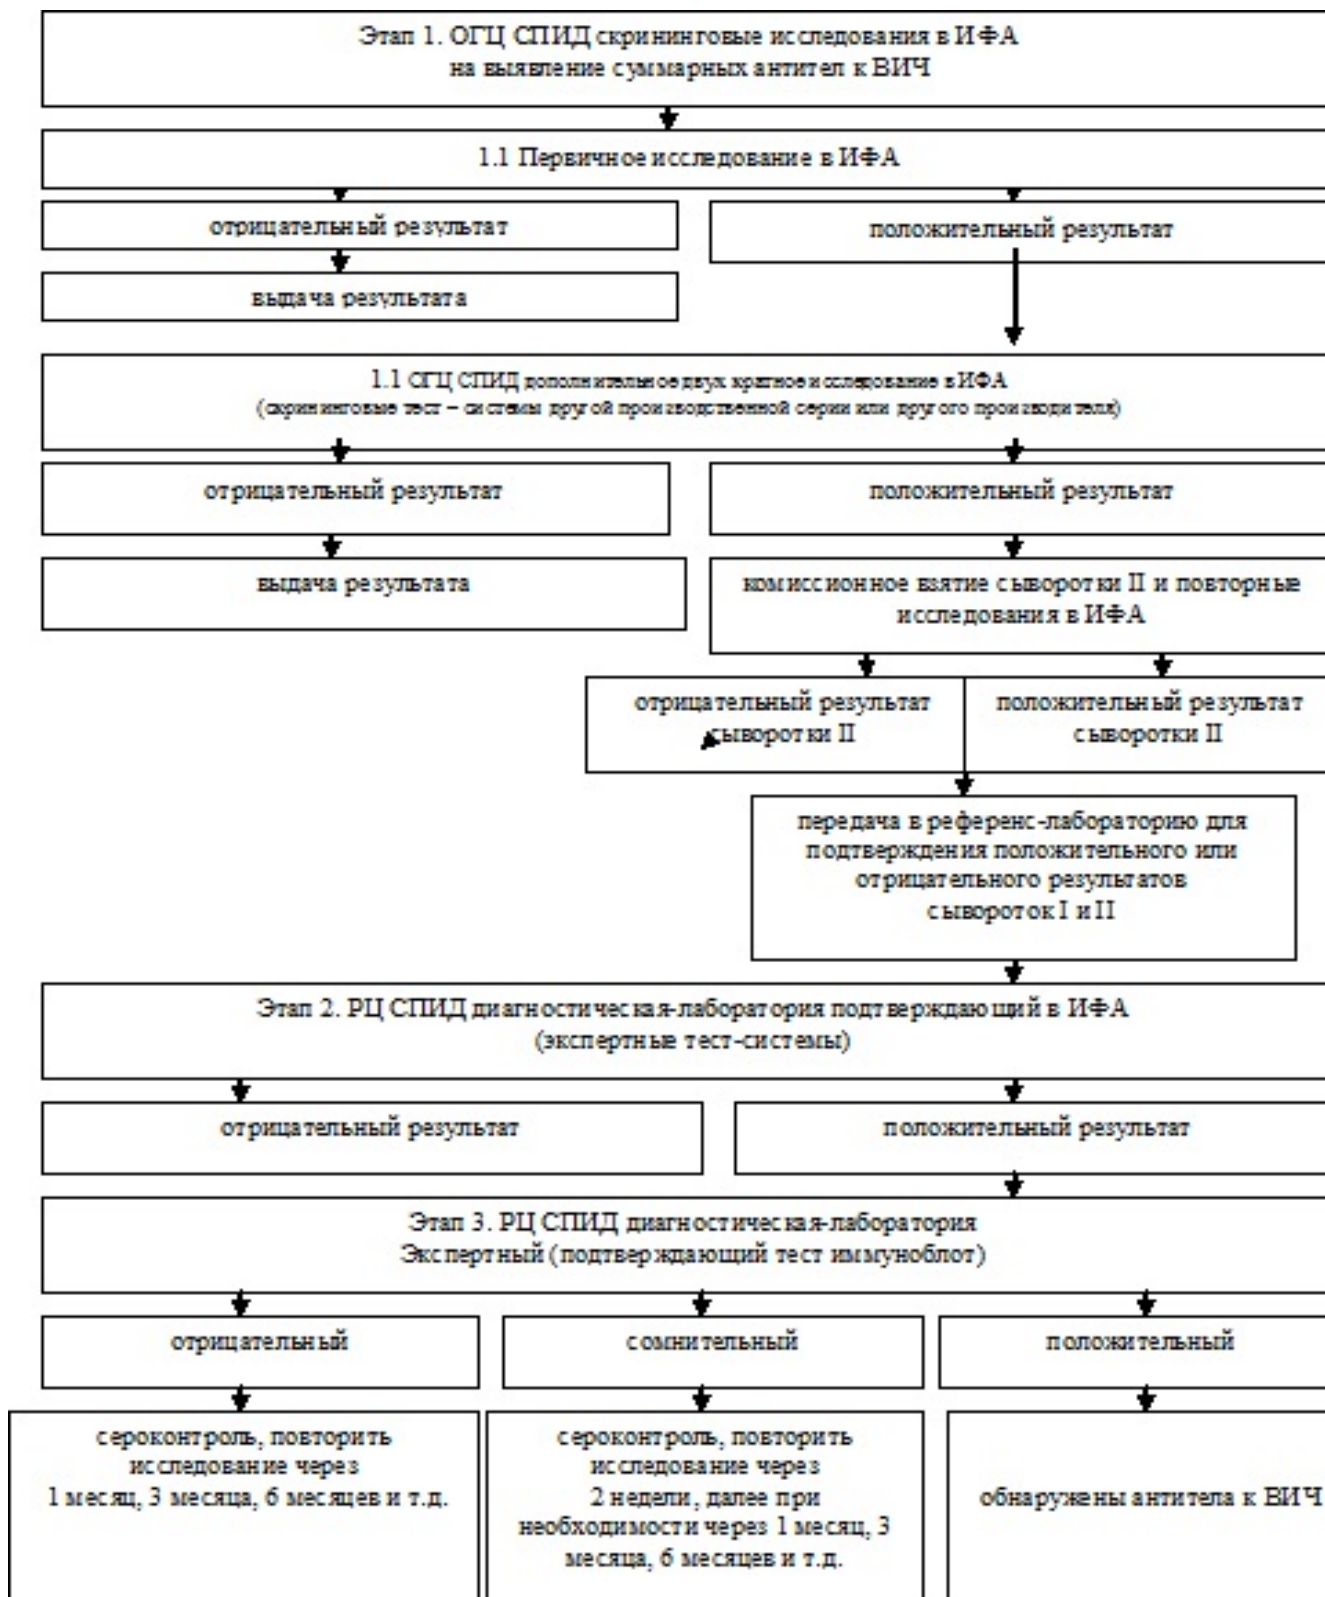 Этап 1. ОГЦ СПИД скрининговые исследования в ИФА
на выявление суммарных антител к ВИЧ
1.1 Первичное исследование в ИФА
отрицательный результат
положительный результат
выдача результата
1.1 ОГЦ СПИД дополнительное двух кратное исследование в ИФА
(скрининговые тест – системы другой производственной серии или другого производителя)
отрицательный результат
положительный результат
выдача результата
комиссионное взятие сыворотки II и повторные
исследования в ИФА
отрицательный результат
сыворотки II
положительный результат
сыворотки II
передача в референс-лабораторию для
подтверждения положительного или
отрицательного результатов
сывороток I и II
Этап 2. РЦ СПИД диагностическая-лаборатория подтверждающий в ИФА
(экспертные тест-системы)
отрицательный результат
положительный результат
Этап 3. РЦ СПИД диагностическая-лаборатория
Экспертный (подтверждающий тест иммуноблот)
отрицательный
сомнительный
положительный
сероконтроль, повторить
исследование через
1 месяц, 3 месяца, 6 месяцев и т.д.
сероконтроль, повторить
исследование через
2 недели, далее при
необходимости через 1 месяц, 3
месяца, 6 месяцев и т.д.
обнаружены антитела к ВИЧ